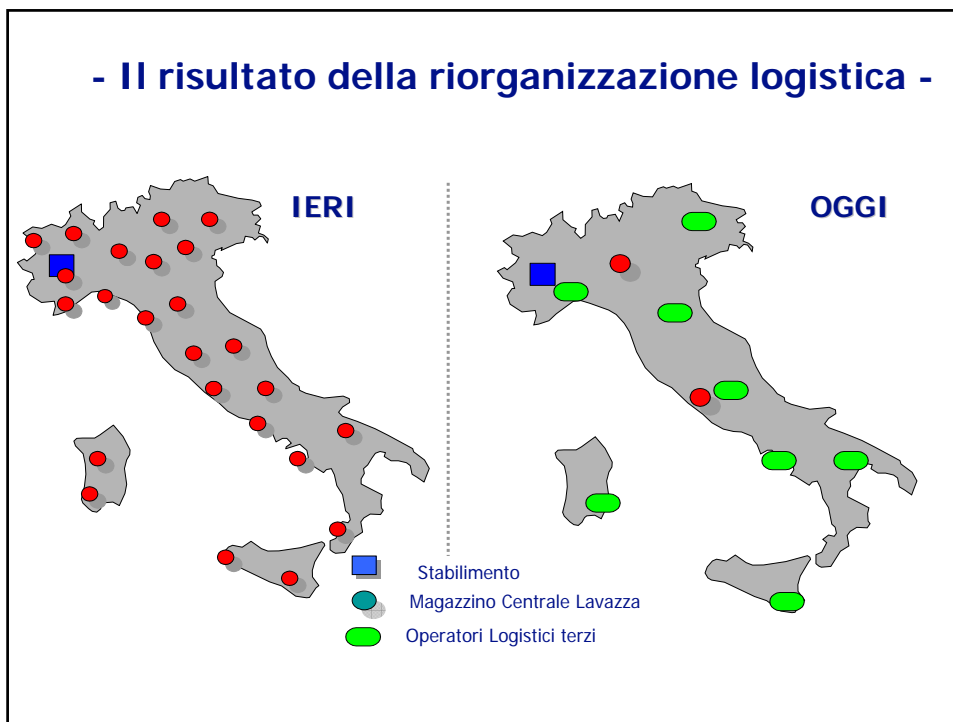 - Il risultato della riorganizzazione logistica -
IERI
OGGI
Stabilimento
Magazzino Centrale Lavazza
Operatori Logistici terzi